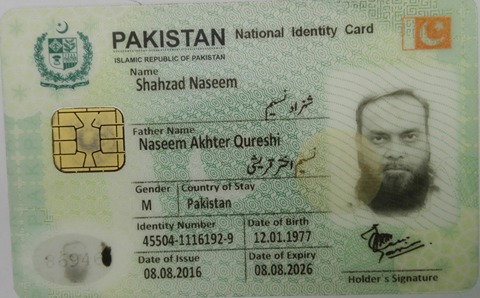 PAKISTAN National Identity Card
ISLAMIC REPUBLIC OF PAKISTAN
Name
Shahzad Naseem
شہزاد نسیم
Father Name
Naseem Akhter Qureshi
نسیم اختر قریشی
Gender Country of Stay
M Pakistan
Identity Number Date of Birth
45504-1116192-9 12.01.1977
Date of Issue Date of Expiry
08.08.2016 08.08.2026
Holder's Signature